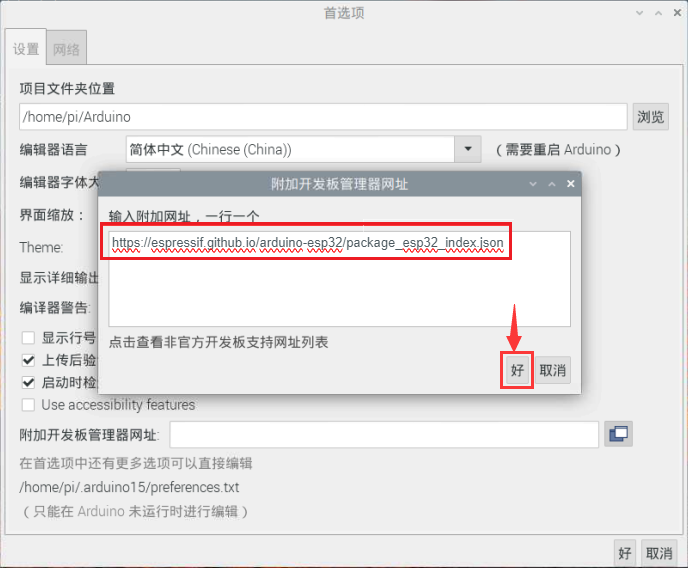 首选项
设置 网络
项目文件夹位置
/home/pi/Arduino 浏览
编辑器语言 简体中文 (Chinese (China)) （需要重启 Arduino）
编辑器字体大
附加开发板管理器网址
界面缩放：
输入附加网址，一行一个
https://espressif.github.io/arduino-esp32/package_esp32_index.json
Theme:
显示详细输出
编译器警告:
显示行号
点击查看非官方开发板支持网址列表
上传后验
好 取消
启动时检
Use accessibility features
附加开发板管理器网址:
在首选项中还有更多选项可以直接编辑
/home/pi/.arduino15/preferences.txt
（只能在 Arduino 未运行时进行编辑）
好 取消